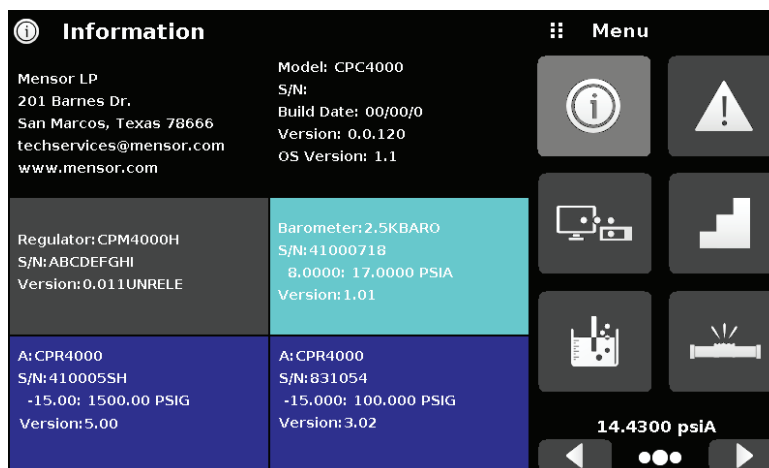 Information
Mensor LP
201 Barnes Dr.
San Marcos, Texas 78666
techservices@mensor.com
www.mensor.com
Model: CPC4000
S/N:
Build Date: 00/00/0
Version: 0.0.120
OS Version: 1.1
Regulator:CPM4000H
S/N:ABCDEFGHI
Version:0.011UNRELE
Barometer:2.5KBARO
S/N:41000718
8.0000: 17.0000 PSIA
Version:1.01
A:CPR4000
S/N:410005SH
-15.00: 1500.00 PSIG
Version:5.00
A:CPR4000
S/N:831054
-15.000: 100.000 PSIG
Version:3.02
Menu
14.4300 psiA